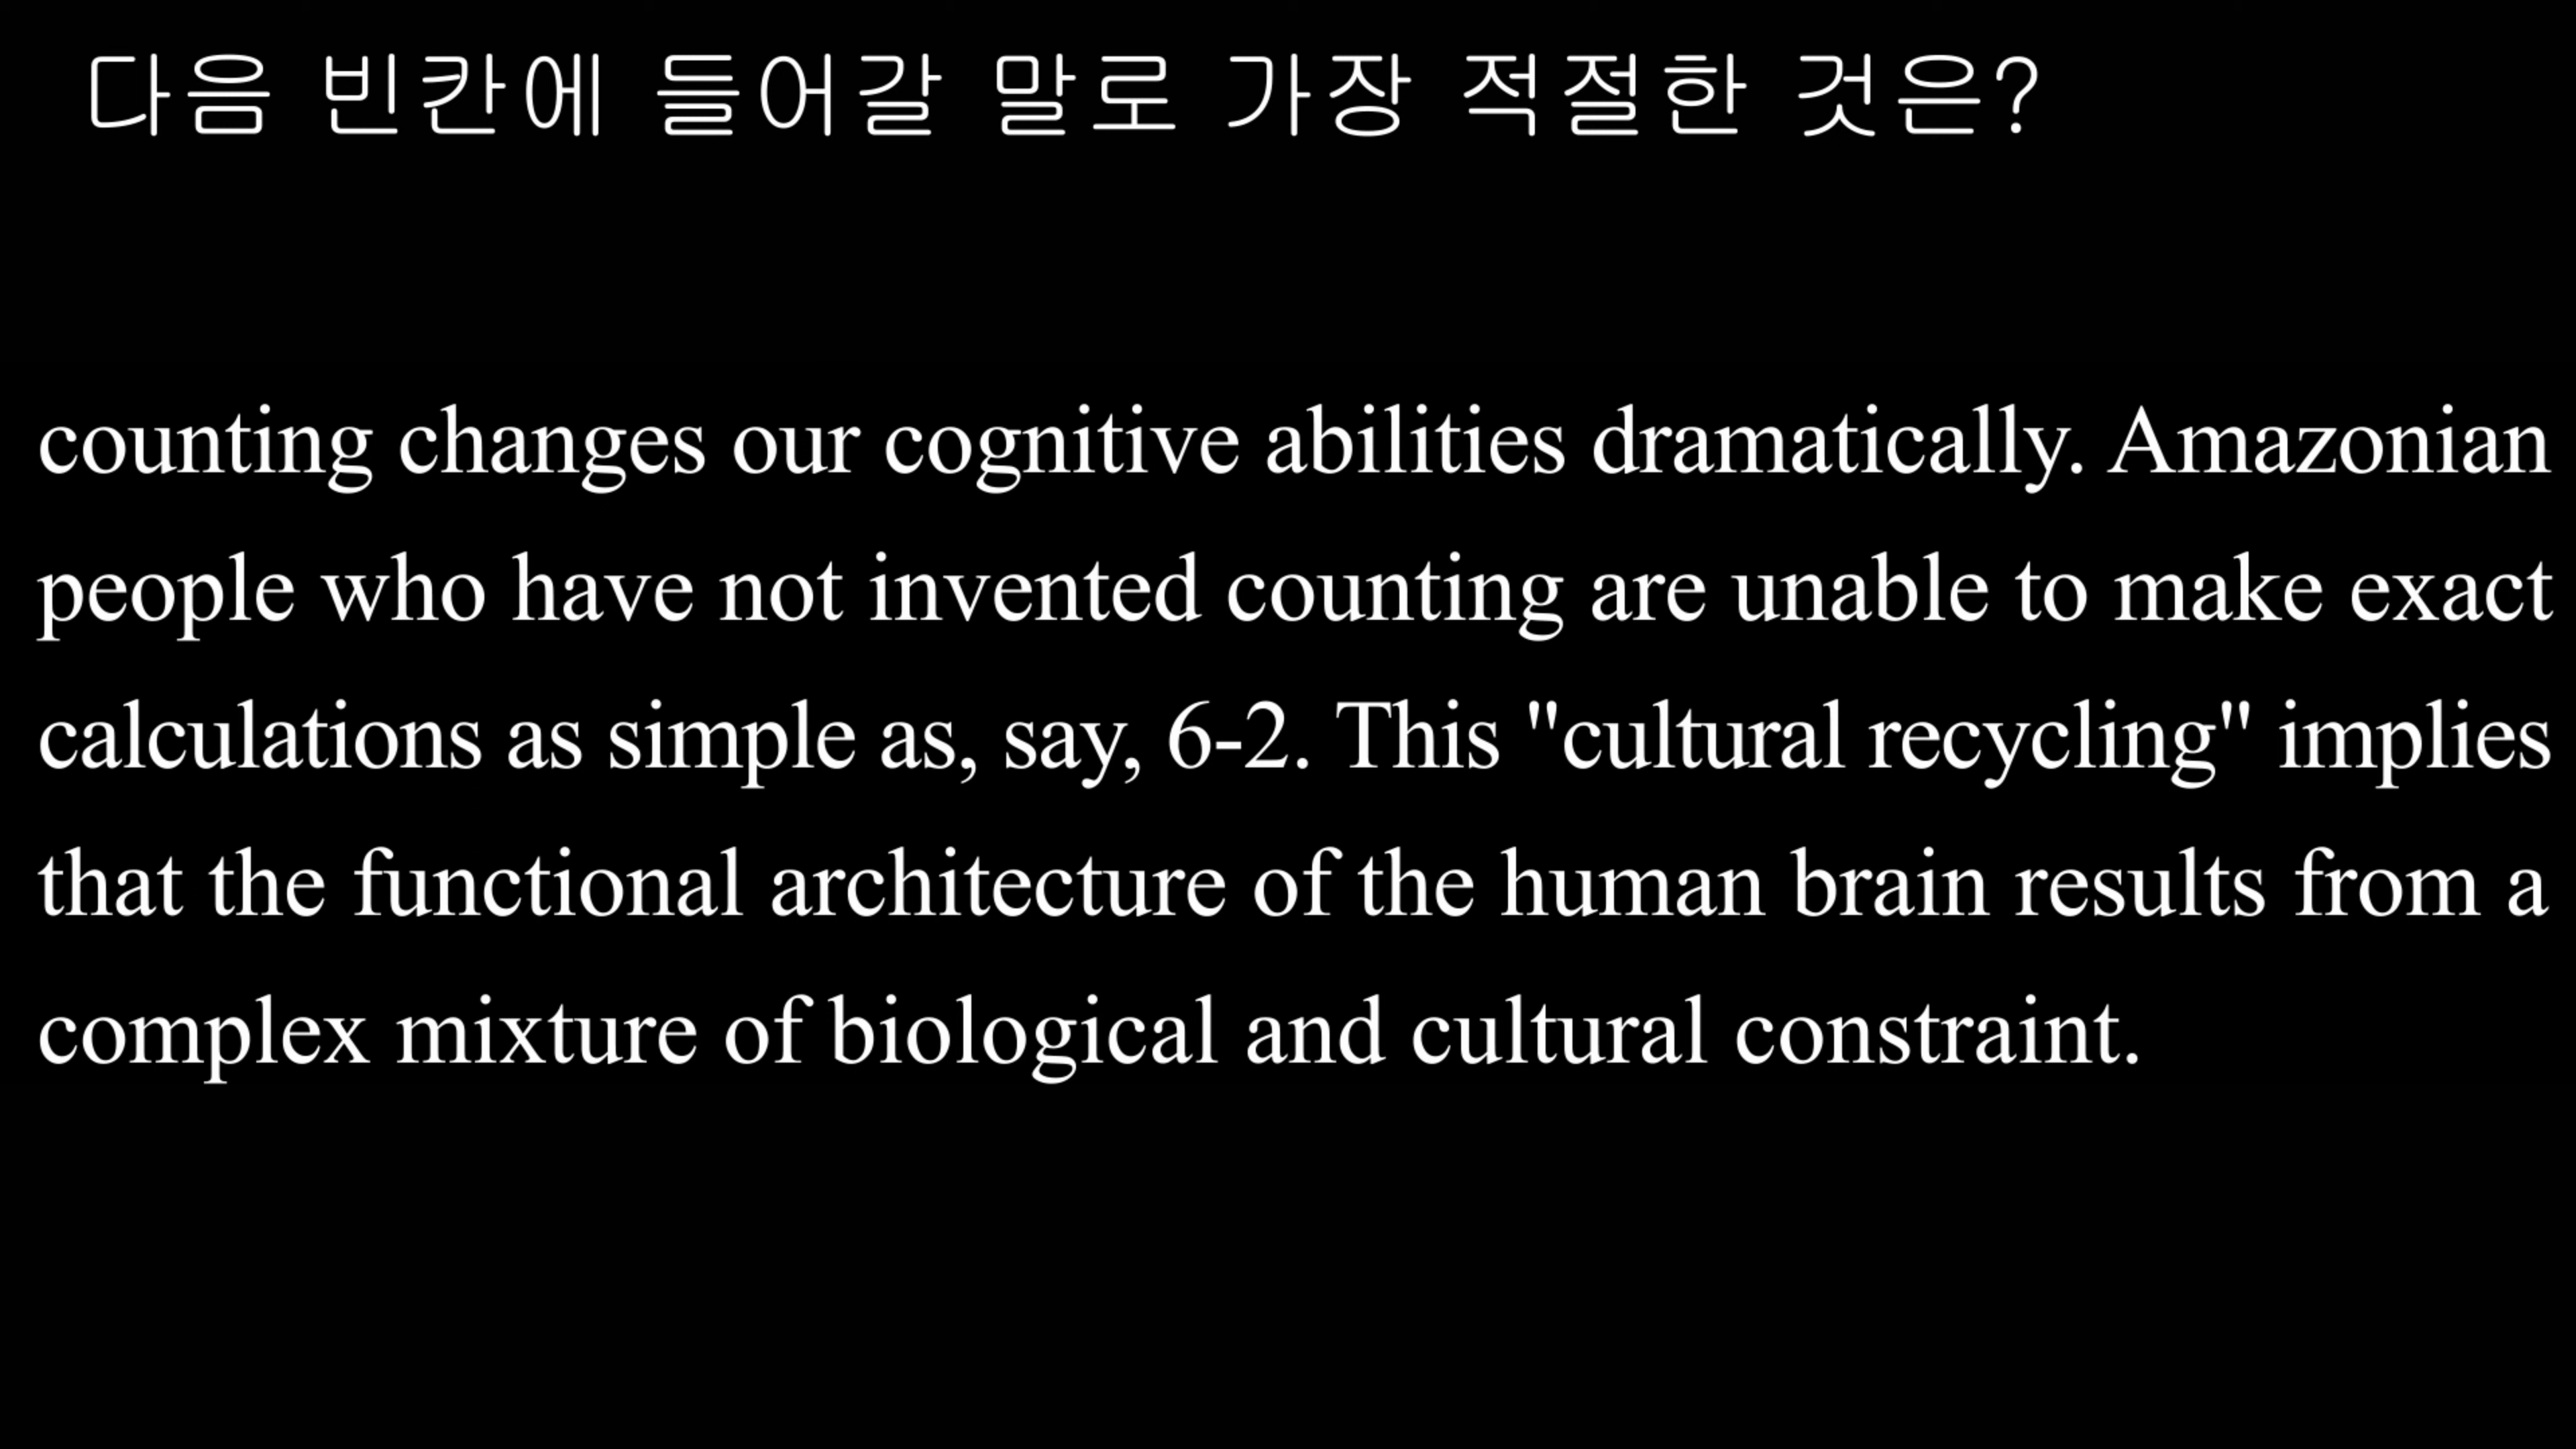 다음 빈칸에 들어갈 말로 가장 적절한 것은?
counting changes our cognitive abilities dramatically. Amazonian
people who have not invented counting are unable to make exact
calculations as simple as, say, 6-2. This "cultural recycling" implies
that the functional architecture of the human brain results from a
complex mixture of biological and cultural constraint.